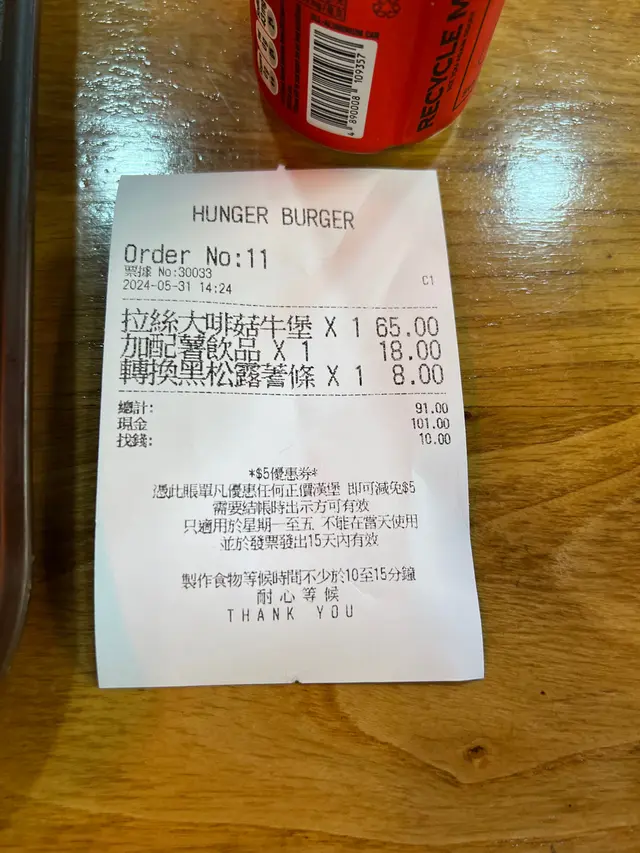 RECYCLE M
4 890008 109357
HUNGER BURGER
Order No:11
票據 No:30033
2024-05-31 14:24
C1
拉絲大啡菇牛堡 X 1 65.00
加配薯飲品 X 1 18.00
轉換黑松露薯條 X 1 8.00
總計: 91.00
現金 101.00
找錢: 10.00
*$5優惠券*
憑此賬單凡優惠任何正價漢堡 即可減免$5
需要結帳時出示方可有效
只適用於星期一至五 不能在當天使用
並於發票發出15天內有效
製作食物等候時間不少於10至15分鐘
耐心等候
THANK YOU